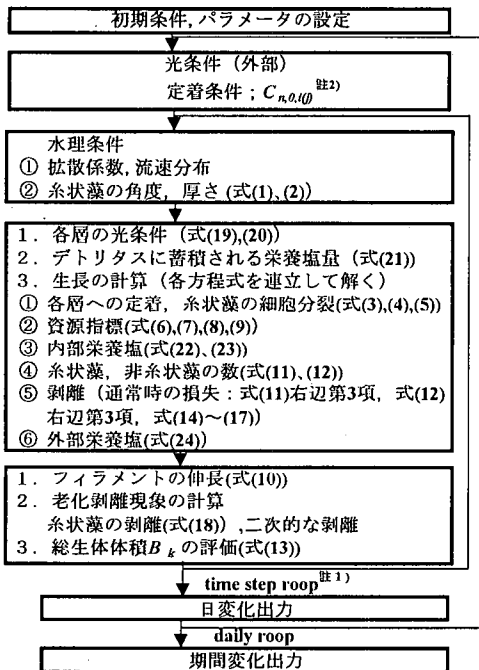 初期条件,パラメータの設定
光条件（外部）
定着条件；C n,0,i(j) 註2)
水理条件
① 拡散係数,流速分布
② 糸状藻の角度，厚さ(式(1)、(2))
1．各層の光条件（式(19),(20)）
2．デトリタスに蓄積される栄養塩量（式(21)）
3．生長の計算（各方程式を連立して解く）
① 各層への定着，糸状藻の細胞分裂(式(3),(4),(5))
② 資源指標(式(6),(7),(8),(9))
③ 内部栄養塩(式(22)、(23))
④ 糸状藻，非糸状藻の数(式(11)、(12))
⑤ 剥離（通常時の損失：式(11)右辺第3項，式(12)
右辺第3項，式(14)～(17)）
⑥ 外部栄養塩(式(24))
1．フィラメントの伸長(式(10))
2．老化剥離現象の計算
糸状藻の剥離(式(18)) ,二次的な剥離
3．総生体体積B k の評価(式(13))
time step roop 註1)
日変化出力
daily roop
期間変化出力